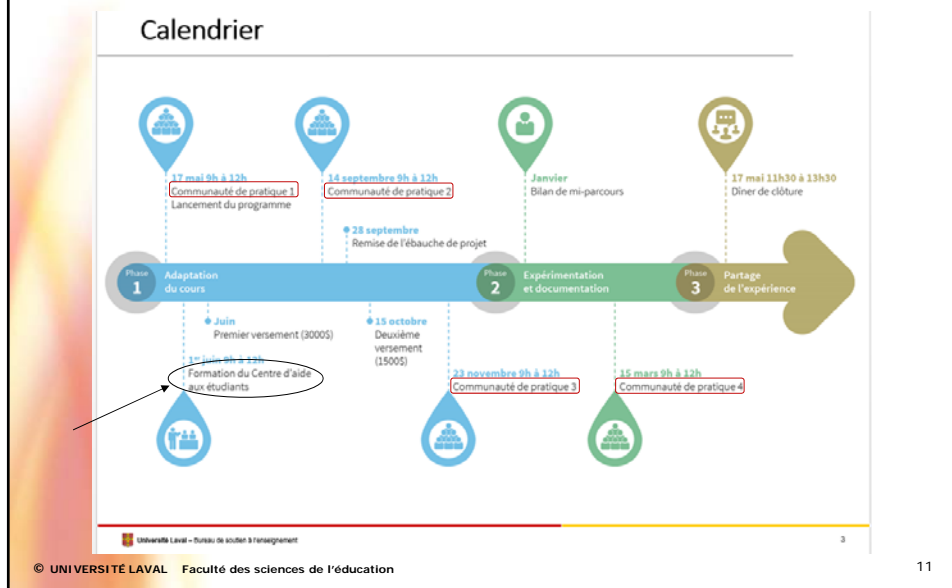 Calendrier
17 mai 9h à 12h
Communauté de pratique 1
Lancement du programme
14 septembre 9h à 12h
Communauté de pratique 2
Janvier
Bilan de mi-parcours
17 mai 11h30 à 13h30
Dîner de clôture
28 septembre
Remise de l'ébauche de projet
Phase
1
Adaptation
du cours
Phase
2
Expérimentation
et documentation
Phase
3
Partage
de l'expérience
Juin
Premier versement (3000$)
15 octobre
Deuxième
versement
(1500$)
1er juin 9h à 12h
Formation du Centre d'aide
aux étudiants
23 novembre 9h à 12h
Communauté de pratique 3
15 mars 9h à 12h
Communauté de pratique 4
Université Laval – Bureau de soutien à l'enseignement
3
© UNIVERSITÉ LAVAL Faculté des sciences de l'éducation
11